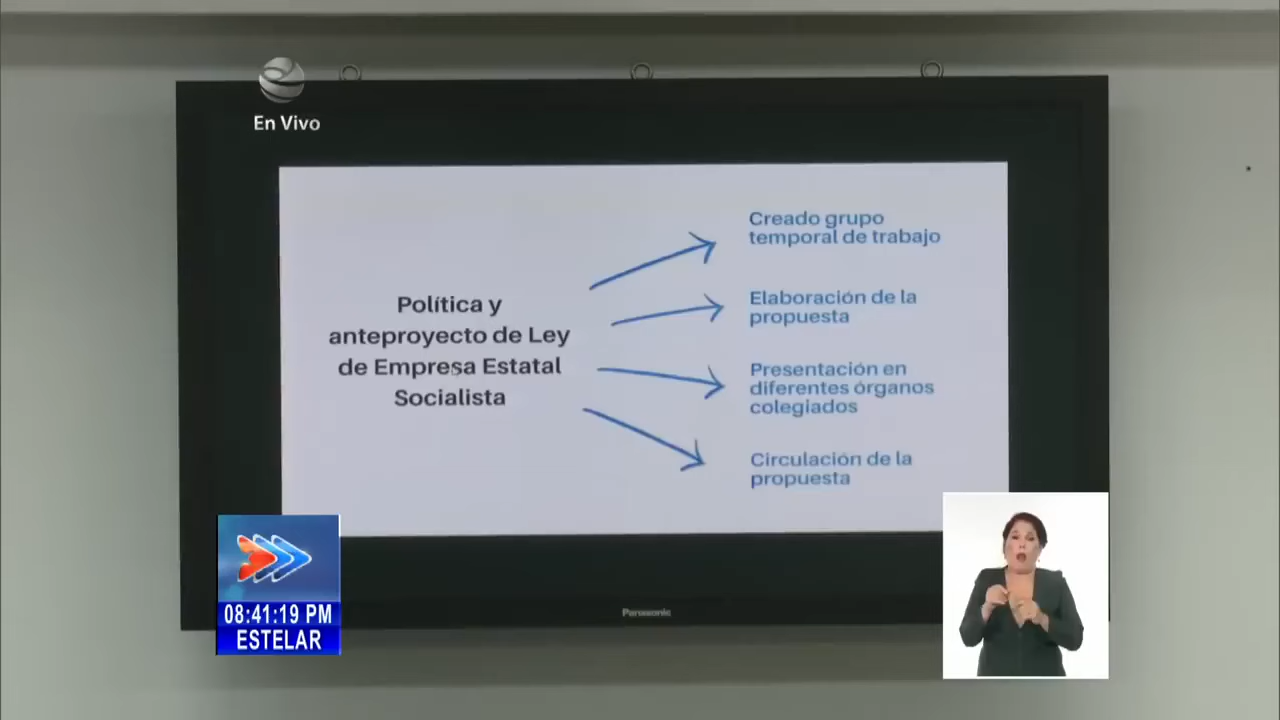 En Vivo
Política y
anteproyecto de Ley
de Empresa Estatal
Socialista
Creado grupo
temporal de trabajo
Elaboración de la
propuesta
Presentación en
diferentes órganos
colegiados
Circulación de la
propuesta
Panasonic
08:41:19 PM
ESTELAR